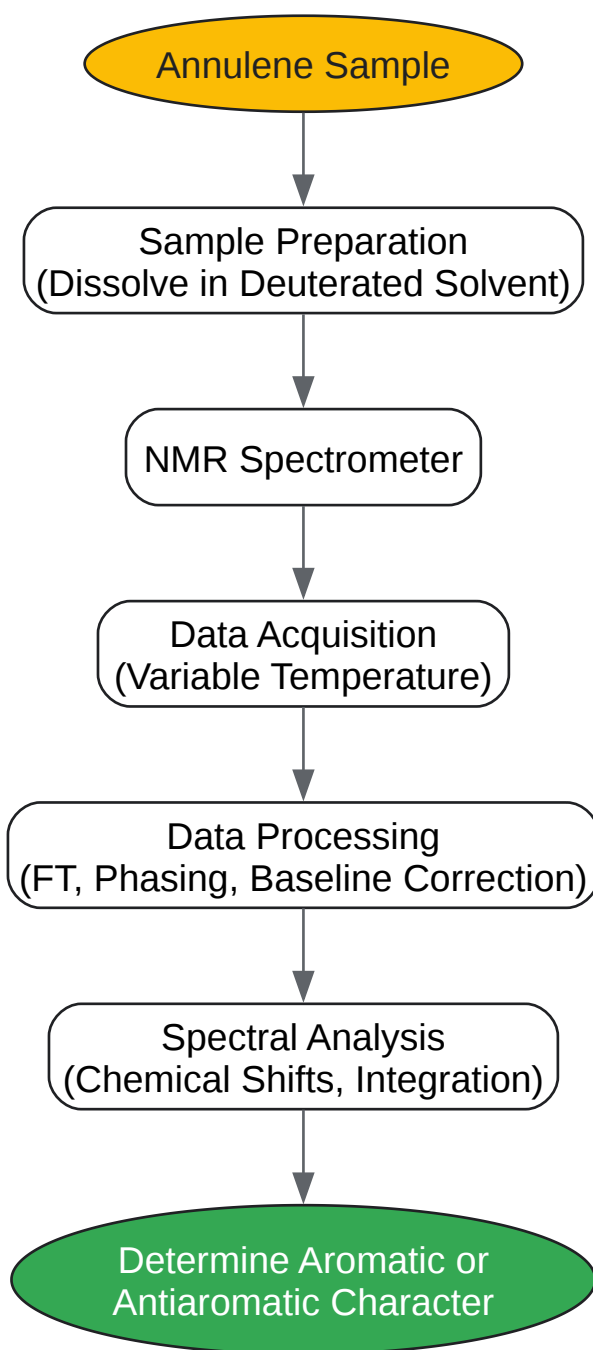 Annulene Sample
Sample Preparation
(Dissolve in Deuterated Solvent)
NMR Spectrometer
Data Acquisition
(Variable Temperature)
Data Processing
(FT, Phasing, Baseline Correction)
Spectral Analysis
(Chemical Shifts, Integration)
Determine Aromatic or
Antiaromatic Character